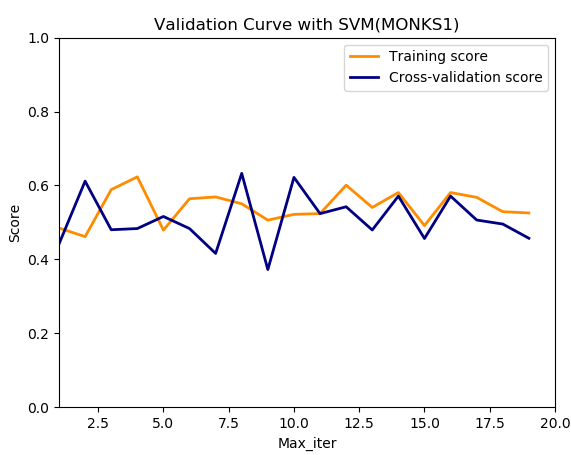 Validation Curve with SVM(MONKS1)
Training score
Cross-validation score
1.0
0.8
0.6
0.4
0.2
0.0
Score
2.5 5.0 7.5 10.0 12.5 15.0 17.5 20.0
Max_iter